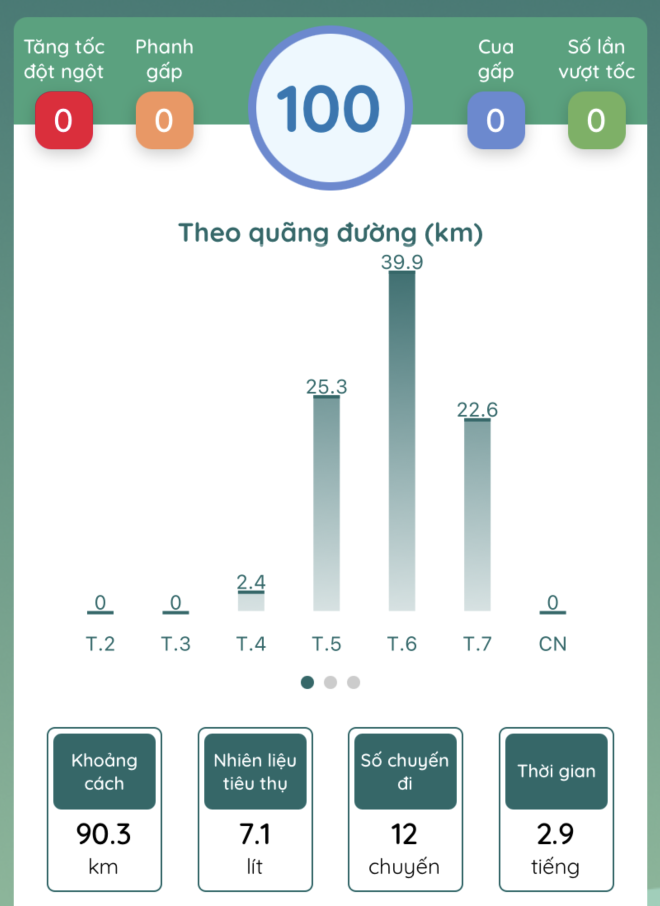 Tăng tốc
đột ngột
0
Phanh
gấp
0
100
Cua
gấp
0
Số lần
vượt tốc
0
Theo quãng đường (km)
0
0
2.4
25.3
39.9
22.6
0
T.2
T.3
T.4
T.5
T.6
T.7
CN
Khoảng
cách
90.3
km
Nhiên liệu
tiêu thụ
7.1
lít
Số chuyến
đi
12
chuyến
Thời gian
2.9
tiếng